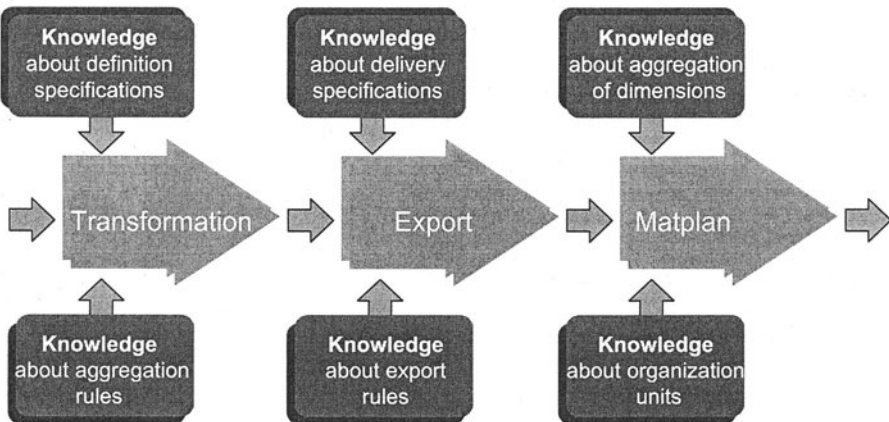 Knowledge
about definition
specifications
Knowledge
about delivery
specifications
Knowledge
about aggregation
of dimensions
Transformation
Export
Matplan
Knowledge
about aggregation
rules
Knowledge
about export
rules
Knowledge
about organization
units